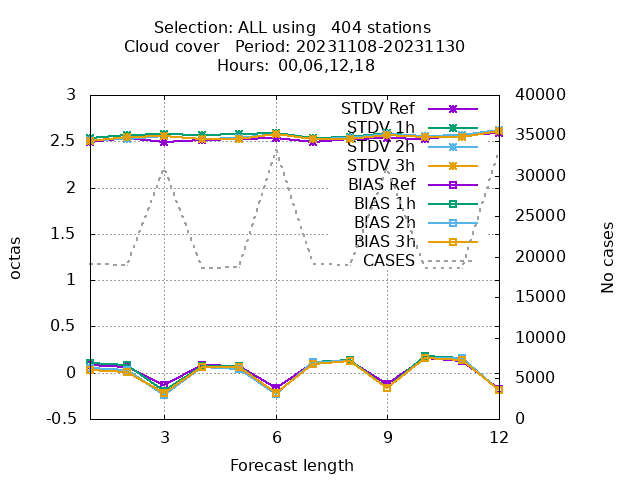 Selection: ALL using   404 stations
Cloud cover   Period: 20231108-20231130
Hours:  00,06,12,18
STDV Ref
STDV 1h
STDV 2h
STDV 3h
BIAS Ref
BIAS 1h
BIAS 2h
BIAS 3h
CASES
octas
3
2.5
2
1.5
1
0.5
0
-0.5
No cases
40000
35000
30000
25000
20000
15000
10000
5000
0
3 6 9 12
Forecast length